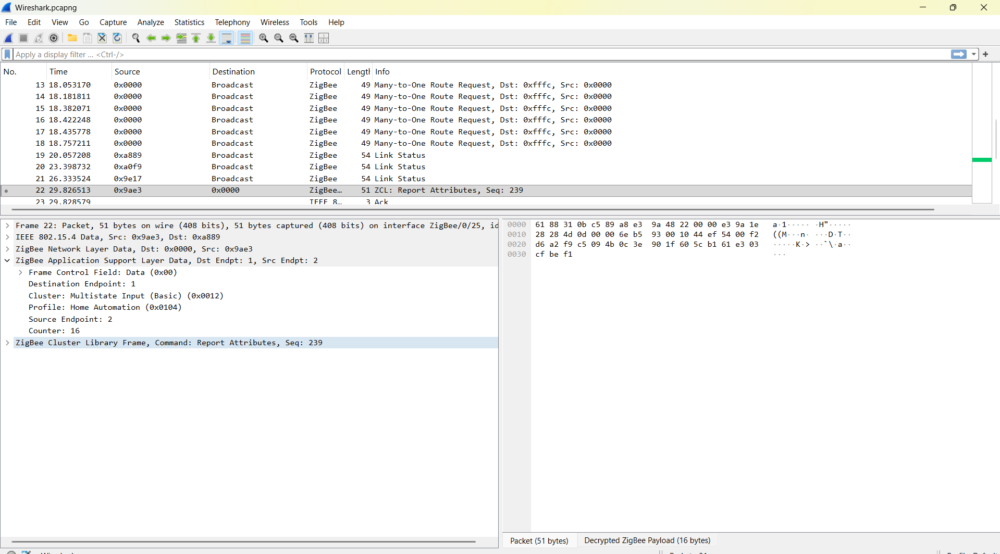 Wireshark.pcapng
File Edit View Go Capture Analyze Statistics Telephony Wireless Tools Help
Apply a display filter ... <Ctrl-/>
No. Time Source Destination Protocol Length Info
13 18.053170 0x0000 Broadcast ZigBee 49 Many-to-One Route Request, Dst: 0xfffc, Src: 0x0000
14 18.181811 0x0000 Broadcast ZigBee 49 Many-to-One Route Request, Dst: 0xfffc, Src: 0x0000
15 18.382071 0x0000 Broadcast ZigBee 49 Many-to-One Route Request, Dst: 0xfffc, Src: 0x0000
16 18.422248 0x0000 Broadcast ZigBee 49 Many-to-One Route Request, Dst: 0xfffc, Src: 0x0000
17 18.435778 0x0000 Broadcast ZigBee 49 Many-to-One Route Request, Dst: 0xfffc, Src: 0x0000
18 18.757211 0x0000 Broadcast ZigBee 49 Many-to-One Route Request, Dst: 0xfffc, Src: 0x0000
19 20.057208 0xa889 Broadcast ZigBee 54 Link Status
20 23.398732 0xa0f9 Broadcast ZigBee 54 Link Status
21 26.333524 0x9e17 Broadcast ZigBee 54 Link Status
22 29.826513 0x9ae3 0x0000 ZigBee… 51 ZCL: Report Attributes, Seq: 239
23 29.828579 IEEE 8… 3 Ack
Frame 22: Packet, 51 bytes on wire (408 bits), 51 bytes captured (408 bits) on interface ZigBee/0/25, id
IEEE 802.15.4 Data, Src: 0x9ae3, Dst: 0xa889
ZigBee Network Layer Data, Dst: 0x0000, Src: 0x9ae3
ZigBee Application Support Layer Data, Dst Endpt: 1, Src Endpt: 2
Frame Control Field: Data (0x00)
Destination Endpoint: 1
Cluster: Multistate Input (Basic) (0x0012)
Profile: Home Automation (0x0104)
Source Endpoint: 2
Counter: 16
ZigBee Cluster Library Frame, Command: Report Attributes, Seq: 239
0000 61 88 31 0b c5 89 a8 e3 9a 48 22 00 00 e3 9a 1e a·1····· ·H"·····
0010 28 28 4d 0d 00 00 6e b5 93 00 10 44 ef 54 00 f2 ((M···n· ···D·T··
0020 d6 a2 f9 c5 09 4b 0c 3e 90 1f 60 5c b1 61 e3 03 ·····K·> ··`\·a··
0030 cf be f1 ···
Packet (51 bytes) Decrypted ZigBee Payload (16 bytes)